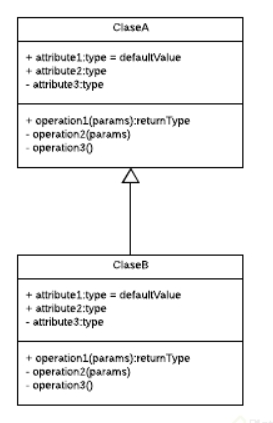 ClaseA
+ attribute1:type = defaultValue
+ attribute2:type
- attribute3:type
+ operation1(params):returnType
- operation2(params)
- operation3()
ClaseB
+ attribute1:type = defaultValue
+ attribute2:type
- attribute3:type
+ operation1(params):returnType
- operation2(params)
- operation3()